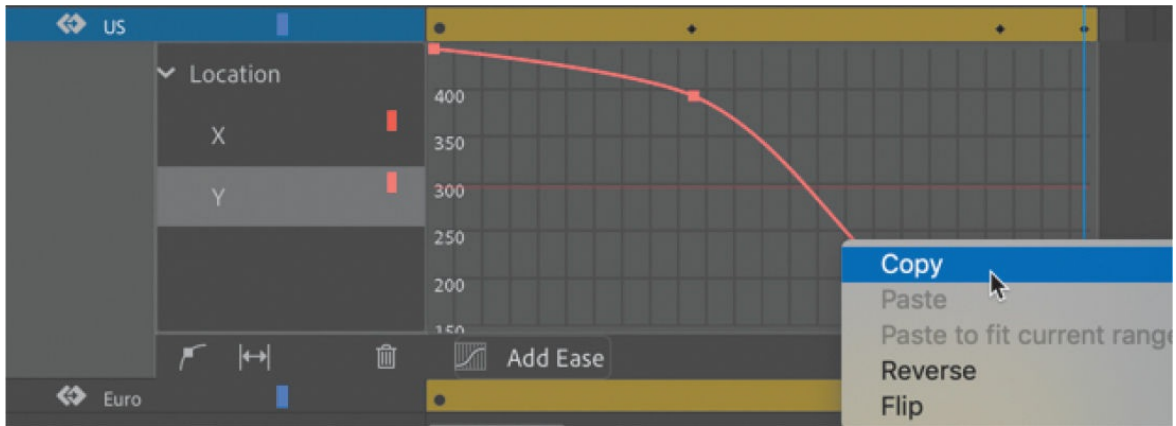 US
Location
X
Y
400
350
300
250
200
150
Add Ease
Euro
Copy
Paste
Paste to fit current range
Reverse
Flip